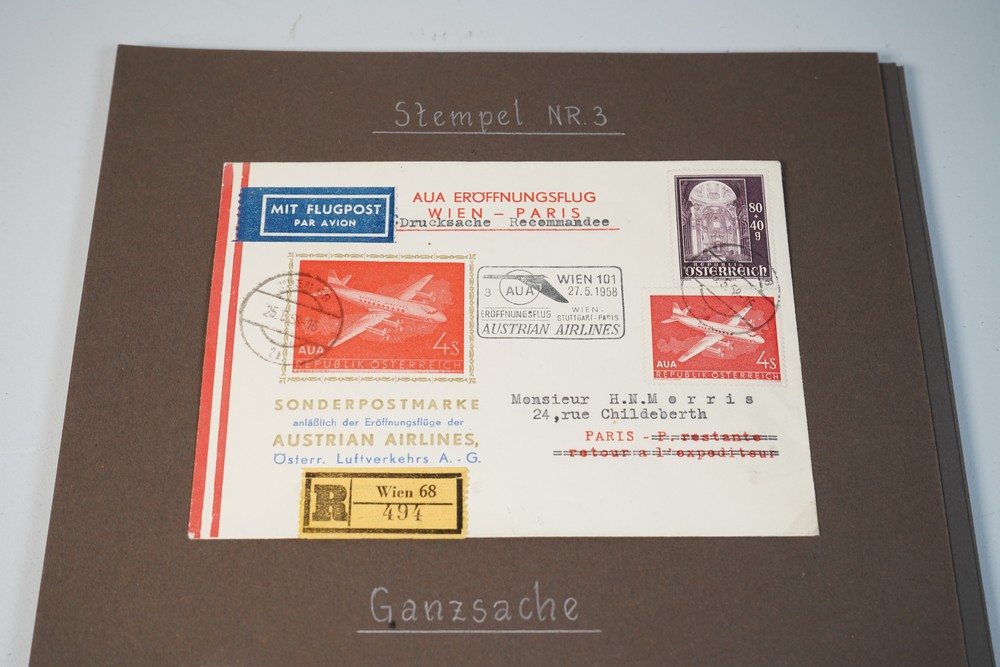 Stempel NR.3
MIT FLUGPOST
PAR AVION
AUA ERÖFFNUNGSFLUG
WIEN – PARIS
Drucksache Recommandee
80
+
40
g
REPUBLIK
ÖSTERREICH
AUA
4S
REPUBLIK·ÖSTERREICH
3
AUA
WIEN 101
27.5.1958
ERÖFFNUNGSFLUG
WIEN-
STUTTGART-PARIS
AUSTRIAN AIRLINES
AUA
4S
REPUBLIK ÖSTERREICH
SONDERPOSTMARKE
anläßlich der Eröffnungsflüge der
AUSTRIAN AIRLINES,
Österr. Luftverkehrs A.-G.
Monsieur H.N.Morris
24,rue Childeberth
PARIS - P.restante
retour a l'expediteur
R
Wien 68
494
Ganzsache